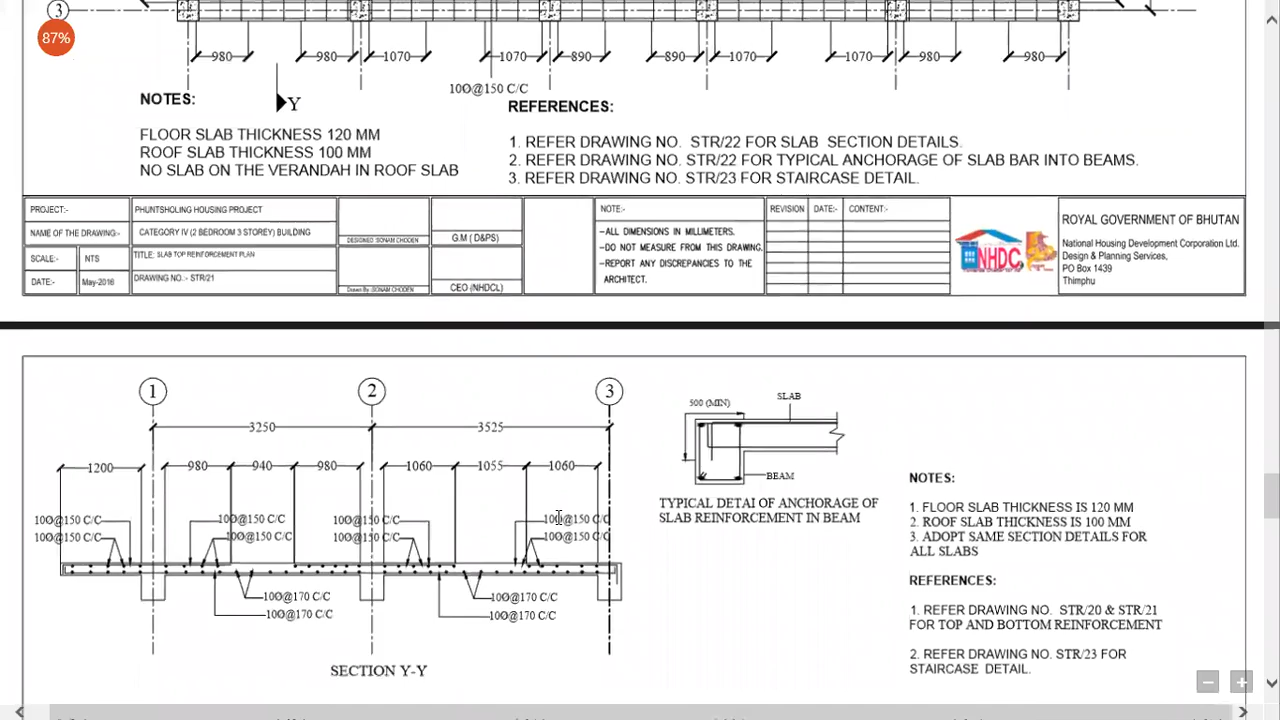 3
87%
980 980 1070 1070 890 890 1070 1070 980 980
10Ø@150 C/C
Y
NOTES:
FLOOR SLAB THICKNESS 120 MM
ROOF SLAB THICKNESS 100 MM
NO SLAB ON THE VERANDAH IN ROOF SLAB
REFERENCES:
1. REFER DRAWING NO. STR/22 FOR SLAB SECTION DETAILS.
2. REFER DRAWING NO. STR/22 FOR TYPICAL ANCHORAGE OF SLAB BAR INTO BEAMS.
3. REFER DRAWING NO. STR/23 FOR STAIRCASE DETAIL.
PROJECT:- PHUNTSHOLING HOUSING PROJECT
NAME OF THE DRAWING:- CATEGORY IV (2 BEDROOM 3 STOREY) BUILDING
SCALE:- NTS
TITLE: SLAB TOP REINFORCEMENT PLAN
DATE:- May-2016
DRAWING NO.:- STR/21
DESIGNED :SONAM CHODEN
Drawn By :SONAM CHODEN
G.M ( D&PS)
CEO (NHDCL)
NOTE:-
-ALL DIMENSIONS IN MILLIMETERS.
-DO NOT MEASURE FROM THIS DRAWING.
-REPORT ANY DISCREPANCIES TO THE
ARCHITECT.
REVISION DATE:- CONTENT:-
NHDC
ROYAL GOVERNMENT OF BHUTAN
National Housing Development Corporation Ltd.
Design & Planning Services,
PO Box 1439
Thimphu
1 2 3
3250 3525
1200 980 940 980 1060 1055 1060
10Ø@150 C/C 10Ø@150 C/C 10Ø@150 C/C 10Ø@150 C/C
10Ø@150 C/C 10Ø@150 C/C 10Ø@150 C/C 10Ø@150 C/C
10Ø@170 C/C 10Ø@170 C/C
10Ø@170 C/C 10Ø@170 C/C
SECTION Y-Y
500 (MIN)
SLAB
BEAM
TYPICAL DETAI OF ANCHORAGE OF
SLAB REINFORCEMENT IN BEAM
NOTES:
1. FLOOR SLAB THICKNESS IS 120 MM
2. ROOF SLAB THICKNESS IS 100 MM
3. ADOPT SAME SECTION DETAILS FOR
ALL SLABS
REFERENCES:
1. REFER DRAWING NO. STR/20 & STR/21
FOR TOP AND BOTTOM REINFORCEMENT
2. REFER DRAWING NO. STR/23 FOR
STAIRCASE DETAIL.